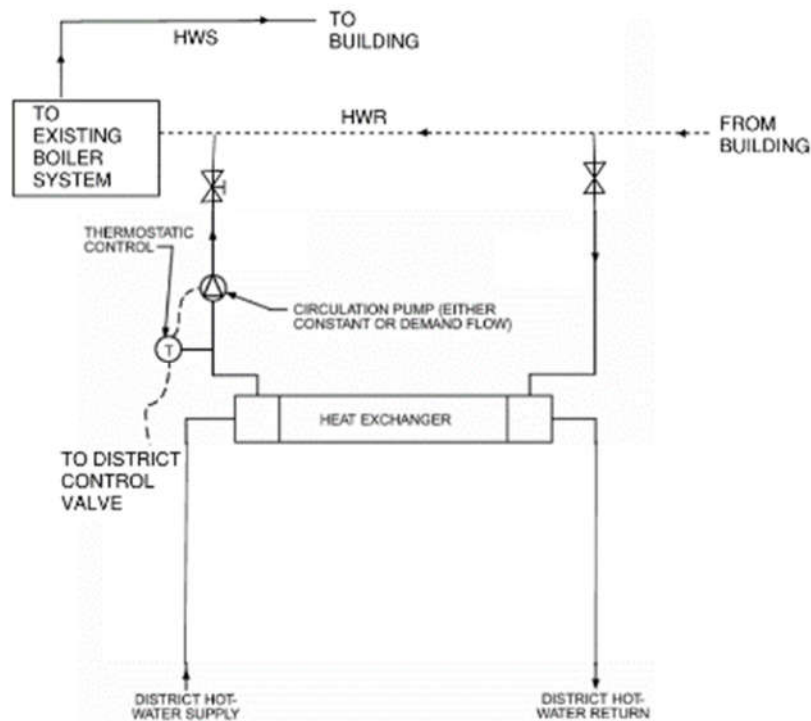 TO
BUILDING
HWS
TO
EXISTING
BOILER
SYSTEM
HWR
FROM
BUILDING
THERMOSTATIC
CONTROL
CIRCULATION PUMP (EITHER
CONSTANT OR DEMAND FLOW)
T
HEAT EXCHANGER
TO DISTRICT
CONTROL
VALVE
DISTRICT HOT-
WATER SUPPLY
DISTRICT HOT-
WATER RETURN